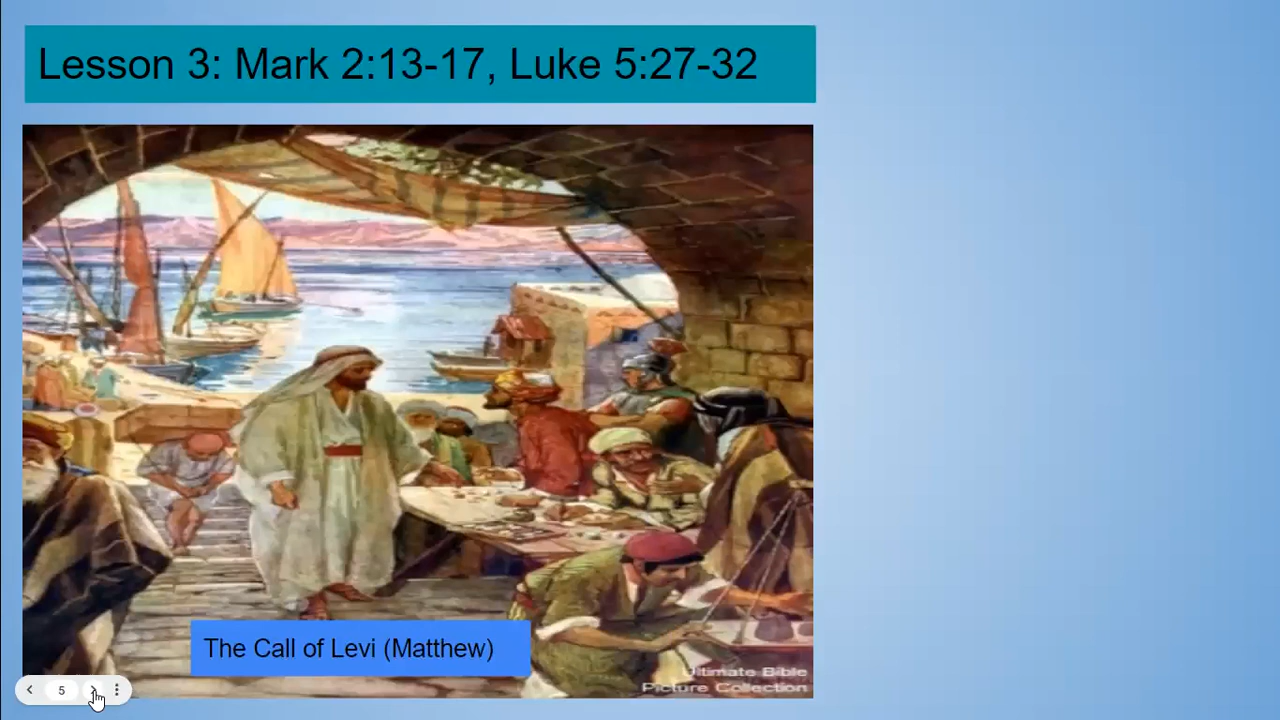 Lesson 3: Mark 2:13-17, Luke 5:27-32
The Call of Levi (Matthew)
Ultimate Bible
Picture Collection
5